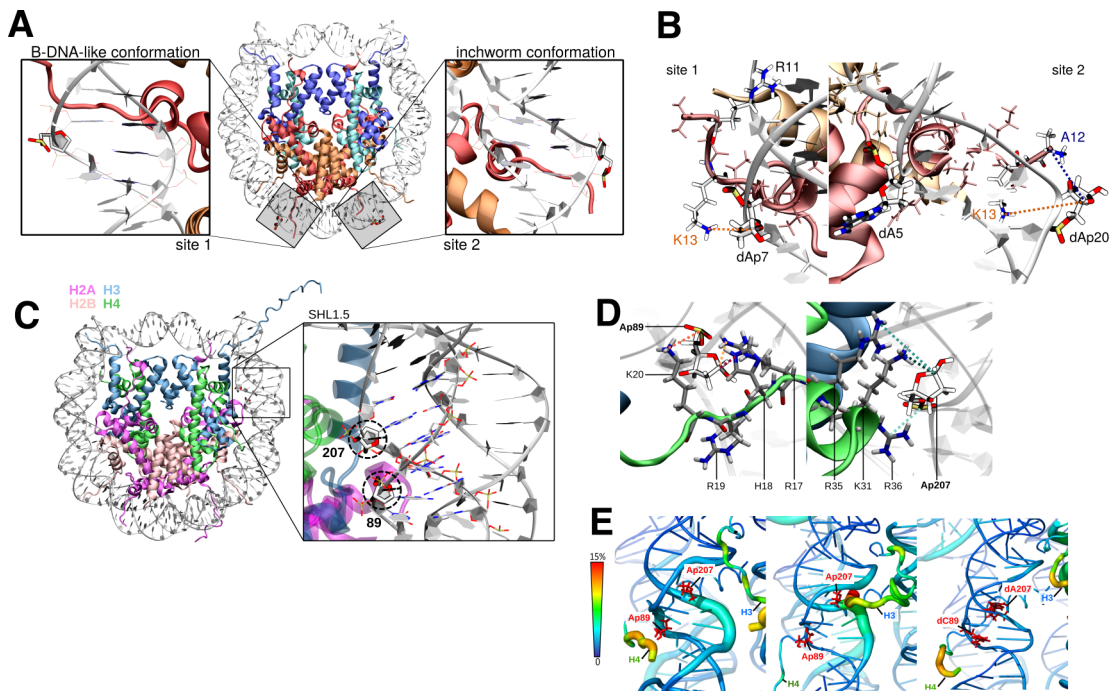 A
B-DNA-like conformation
inchworm conformation
site 1
site 2
B
site 1
R11
site 2
A12
K13
K13
dA5
dAp7
dAp20
C
H2A H3
H2B H4
SHL1.5
207
89
D
Ap89
K20
R19
H18
R17
R35
K31
R36
Ap207
E
15%
0
Ap207
Ap89
H3
H4
Ap207
H3
Ap89
H4
dA207
H3
dC89
H4